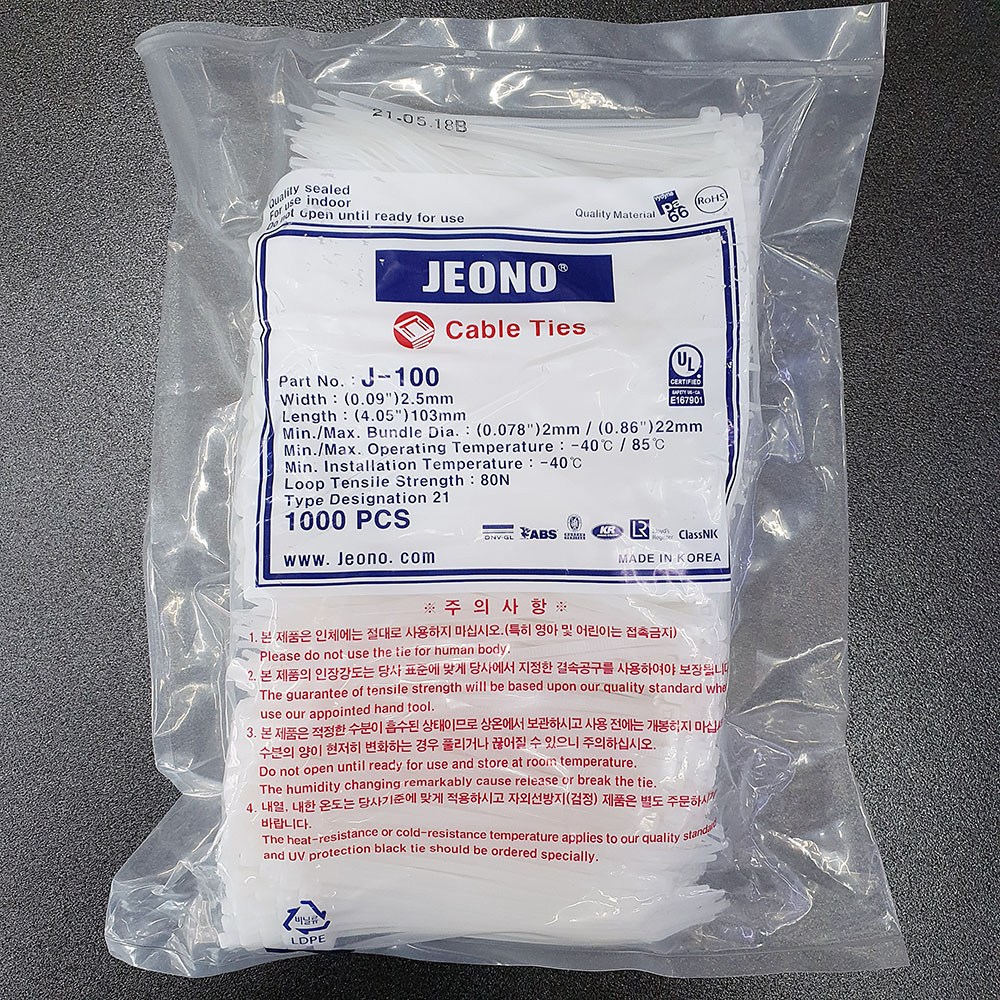 21.05.18B
Quality sealed
For use indoor
Do not open until ready for use
Quality Material
pa 66
RoHS
JEONO®
Cable Ties
Part No. : J-100
Width : (0.09")2.5mm
Length : (4.05")103mm
Min./Max. Bundle Dia. : (0.078")2mm / (0.86")22mm
Min./Max. Operating Temperature : -40℃ / 85℃
Min. Installation Temperature : -40℃
Loop Tensile Strength : 80N
Type Designation 21
1000 PCS
UL
CERTIFIED
SAFETY US-CA
E167901
DNV·GL ABS KR LR Lloyd's Register ClassNK
www. Jeono. com
MADE IN KOREA
※ 주 의 사 항 ※
1. 본 제품은 인체에는 절대로 사용하지 마십시오.(특히 영아 및 어린이는 접촉금지)
Please do not use the tie for human body.
2. 본 제품의 인장강도는 당사 표준에 맞게 당사에서 지정한 결속공구를 사용하여야 보장됩니다
The guarantee of tensile strength will be based upon our quality standard whe
use our appointed hand tool.
3. 본 제품은 적정한 수분이 흡수된 상태이므로 상온에서 보관하시고 사용 전에는 개봉하지 마십시
수분의 양이 현저히 변화하는 경우 풀리거나 끊어질 수 있으니 주의하십시오.
Do not open until ready for use and store at room temperature.
The humidity changing remarkably cause release or break the tie.
4. 내열, 내한 온도는 당사기준에 맞게 적용하시고 자외선방지(검정) 제품은 별도 주문하시기
바랍니다.
The heat-resistance or cold-resistance temperature applies to our quality standard
and UV protection black tie should be ordered specially.
비닐류
LDPE